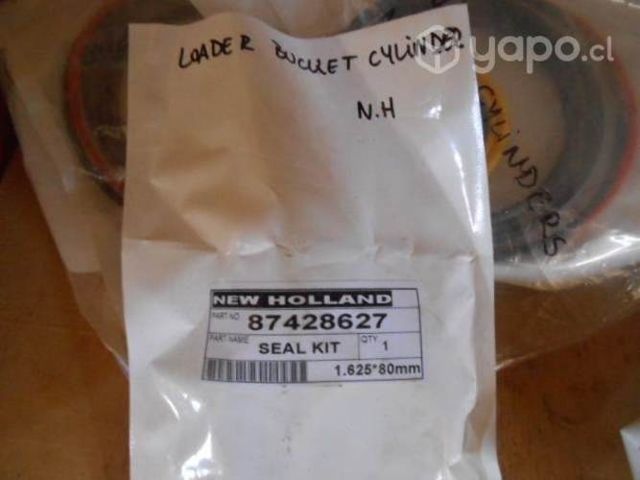 yapo.cl
LOADER BUCKET CYLINDER
N.H
CYLINDERS
NEW HOLLAND
PART NO. 87428627
PART NAME SEAL KIT QTY 1
1.625*80mm